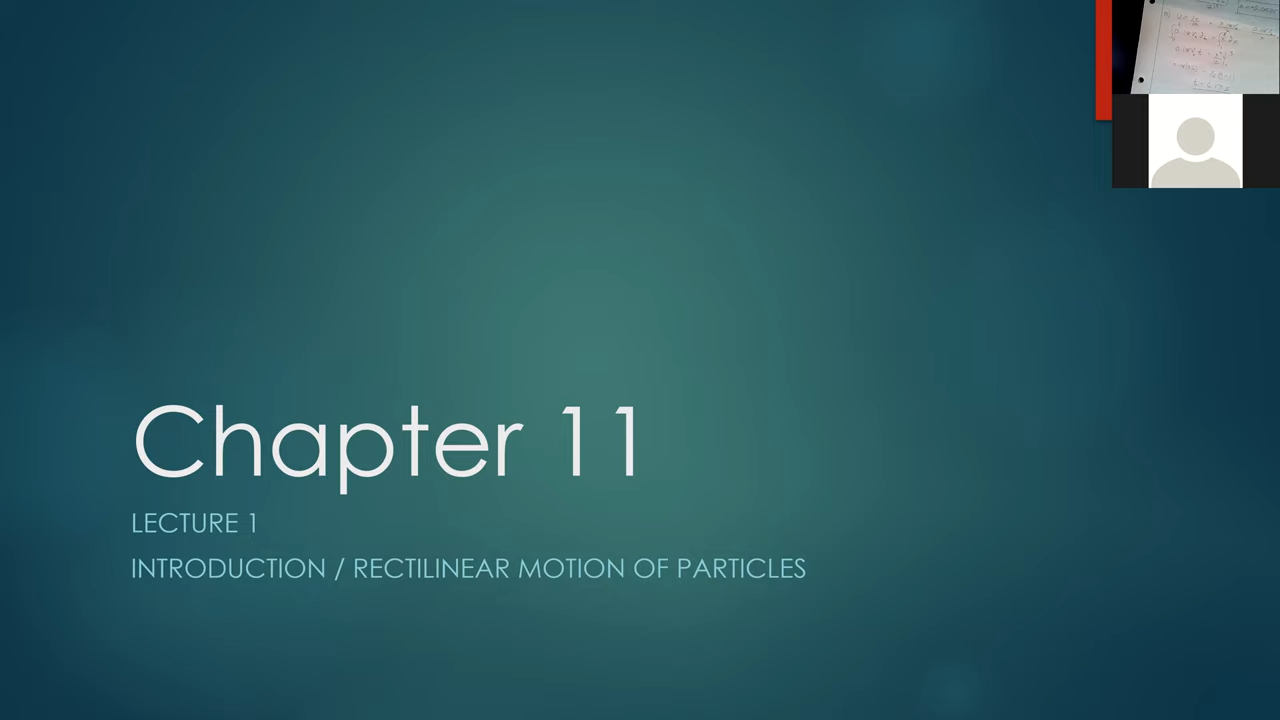 Chapter 11
LECTURE 1
INTRODUCTION / RECTILINEAR MOTION OF PARTICLES